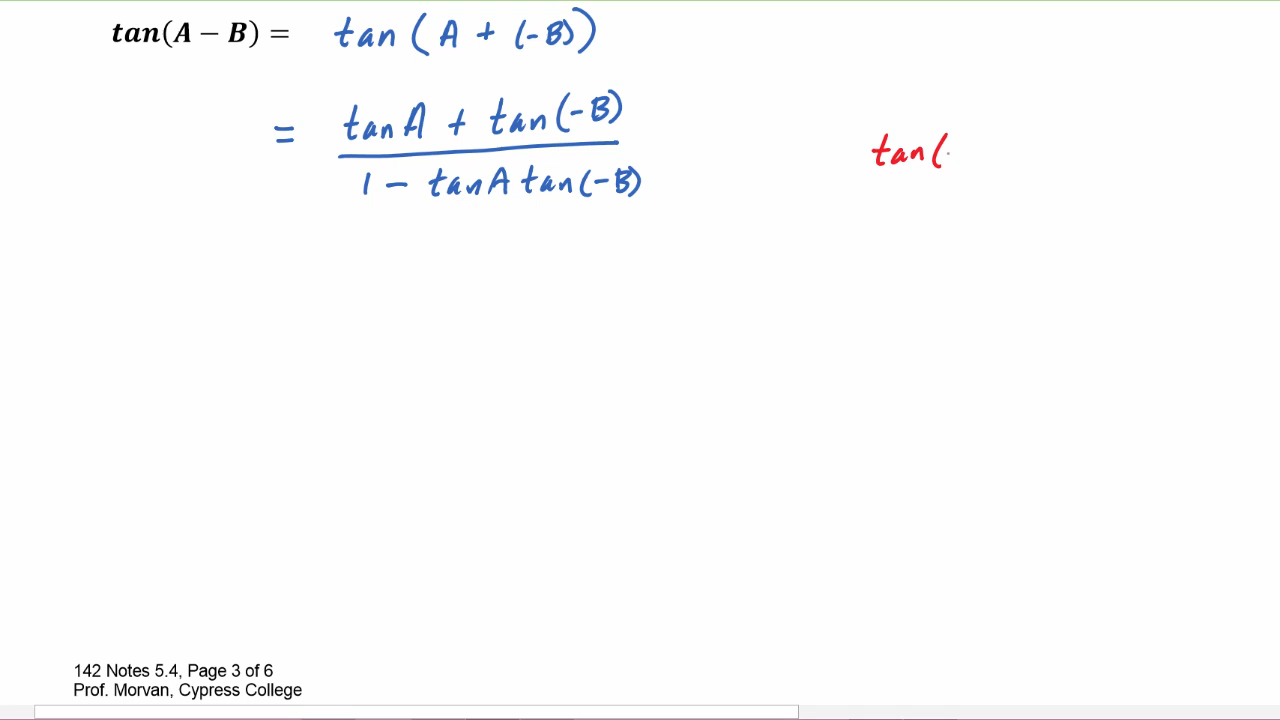 tan(A − B) = tan(A + (-B))
= tanA + tan(-B)
tan(
1 - tanA tan(-B)
142 Notes 5.4, Page 3 of 6
Prof. Morvan, Cypress College